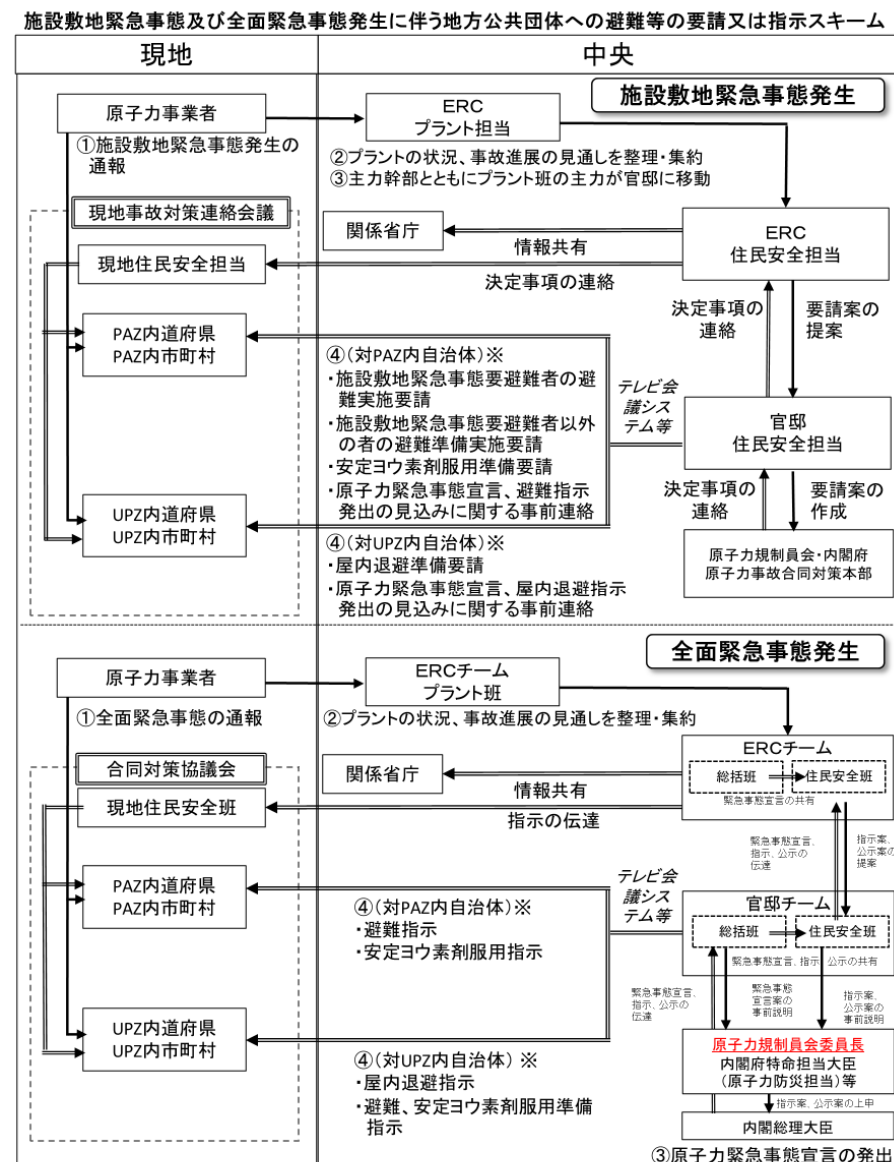 施設敷地緊急事態及び全面緊急事態発生に伴う地方公共団体への避難等の要請又は指示スキーム
現地
中央
施設敷地緊急事態発生
原子力事業者
ERC
プラント担当
①施設敷地緊急事態発生の
通報
②プラントの状況、事故進展の見通しを整理・集約
③主力幹部とともにプラント班の主力が官邸に移動
現地事故対策連絡会議
関係省庁
情報共有
ERC
住民安全担当
現地住民安全担当
決定事項の連絡
決定事項の
連絡
要請案の
提案
PAZ内道府県
PAZ内市町村
④(対PAZ内自治体)※
・施設敷地緊急事態要避難者の避
難実施要請
・施設敷地緊急事態要避難者以外
の者の避難準備実施要請
・安定ヨウ素剤服用準備要請
・原子力緊急事態宣言、避難指示
発出の見込みに関する事前連絡
テレビ会
議シス
テム等
官邸
住民安全担当
決定事項の
連絡
要請案の
作成
UPZ内道府県
UPZ内市町村
④(対UPZ内自治体)※
・屋内退避準備要請
・原子力緊急事態宣言、屋内退避指示
発出の見込みに関する事前連絡
原子力規制員会・内閣府
原子力事故合同対策本部
全面緊急事態発生
原子力事業者
ERCチーム
プラント班
①全面緊急事態の通報
②プラントの状況、事故進展の見通しを整理・集約
合同対策協議会
関係省庁
情報共有
ERCチーム
総括班
住民安全班
緊急事態宣言の共有
現地住民安全班
指示の伝達
緊急事態宣言、
指示、公示の
伝達
指示案、
公示案の
提案
PAZ内道府県
PAZ内市町村
④(対PAZ内自治体)※
・避難指示
・安定ヨウ素剤服用指示
テレビ会
議シス
テム等
官邸チーム
総括班
住民安全班
緊急事態宣言、指示、公示の共有
緊急事態宣言、
指示、公示の
伝達
緊急事態
宣言案の
事前説明
指示案、
公示案の
事前説明
UPZ内道府県
UPZ内市町村
④(対UPZ内自治体)※
・屋内退避指示
・避難、安定ヨウ素剤服用準備
指示
原子力規制員会委員長
内閣府特命担当大臣
(原子力防災担当)等
指示案、公示案の上申
内閣総理大臣
③原子力緊急事態宣言の発出